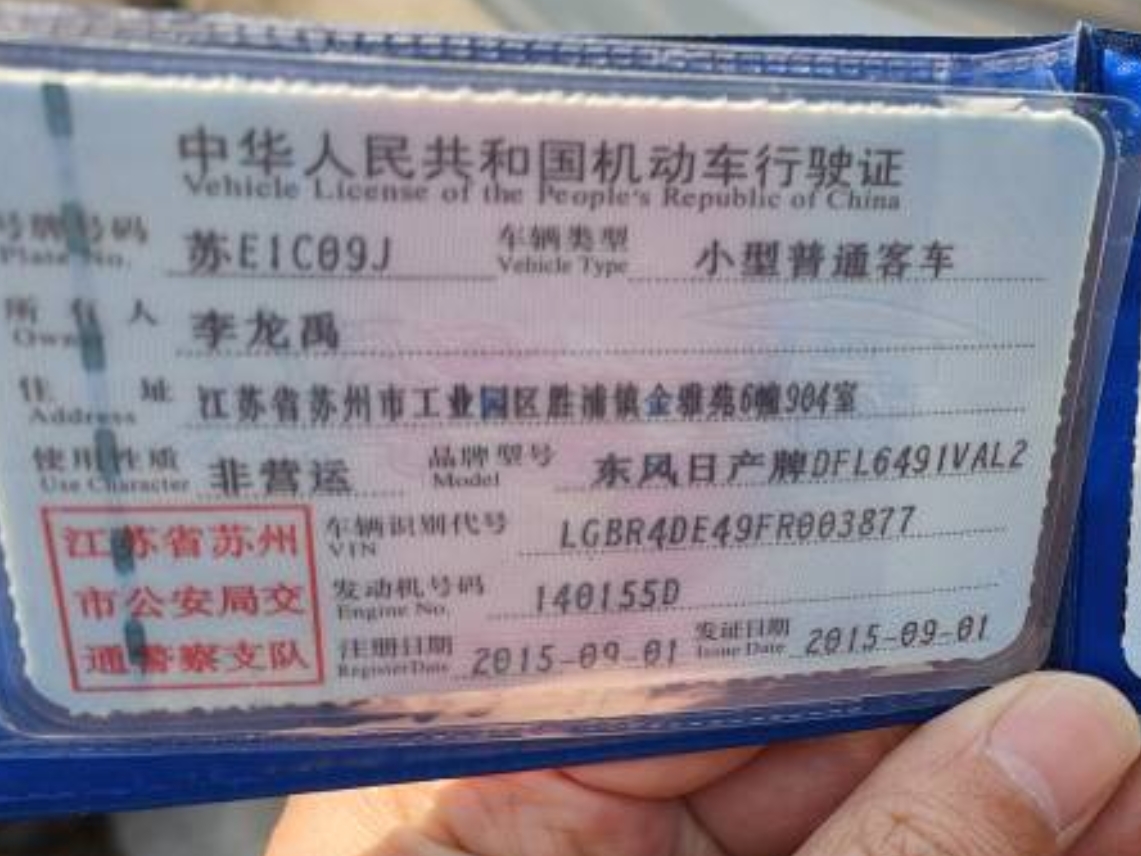 中华人民共和国机动车行驶证
Vehicle License of the People's Republic of China
号牌号码 苏E1C09J 车辆类型 小型普通客车
Plate No. Vehicle Type
所有人 李龙禹
Owner
住址 江苏省苏州市工业园区胜浦镇金雅苑6幢904室
Address
使用性质 非营运 品牌型号 东风日产牌DFL6491VAL2
Use Character Model
江苏省苏州
市公安局交
通警察支队
车辆识别代号 LGBR4DE49FR003877
VIN
发动机号码 140155D
Engine No.
注册日期 2015-09-01 发证日期 2015-09-01
Register Date Issue Date